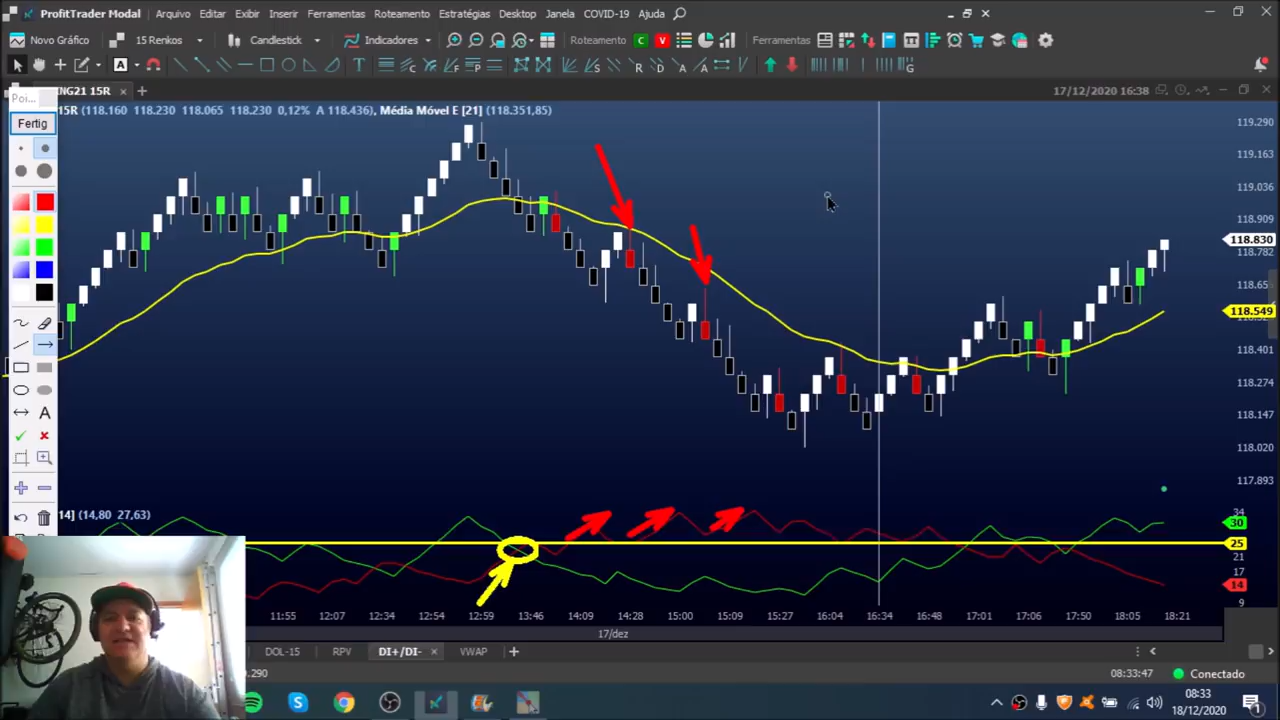 ProfitTrader Modal Arquivo Editar Exibir Inserir Ferramentas Roteamento Estratégias Desktop Janela COVID-19 Ajuda
Novo Gráfico 15 Renkos Candlestick Indicadores Roteamento C V Ferramentas
NG21 15R 17/12/2020 16:38
15R (118.160 118.230 118.065 118.230 0,12% A 118.436), Média Móvel E [21] (118.351,85)
Poi...
Fertig
A
119.290
119.163
119.036
118.909
118.830
118.782
118.65
118.549
118.401
118.274
118.147
118.020
117.893
14] (14,80 27,63)
34
30
25
21
17
14
9
11:55 12:07 12:54 12:59 13:46 14:09 14:28 15:00 15:09 15:26 16:04 16:34 16:48 17:01 17:36 17:50 18:05 18:21
17/dez
DOL-15 RPV DI+/DI- VWAP
.290 08:33:47 Conectado
08:33
18/12/2020